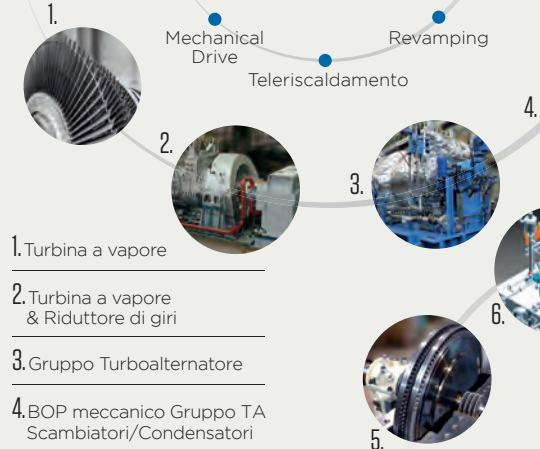 1.
Mechanical
Drive
Revamping
Teleriscaldamento
2.
3.
4.
1. Turbina a vapore
2. Turbina a vapore
& Riduttore di giri
3. Gruppo Turboalternatore
4. BOP meccanico Gruppo TA
Scambiatori/Condensatori
5.
6.